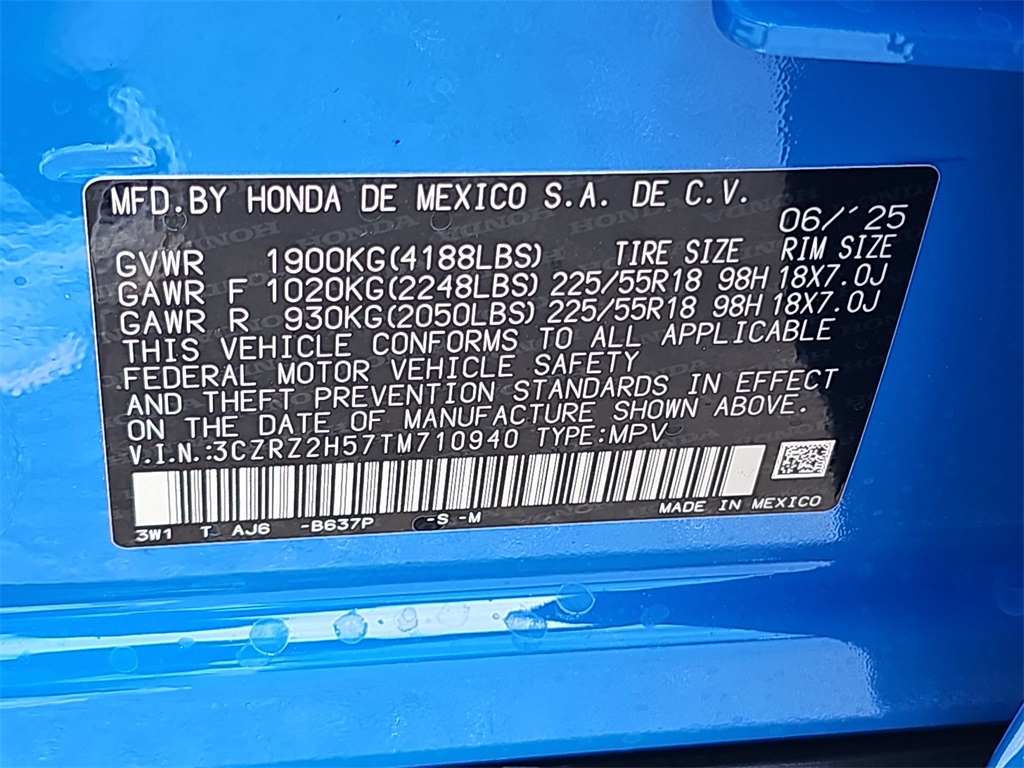 MFD.BY HONDA DE MEXICO S.A. DE C.V.
06/'25
GVWR 1900KG(4188LBS) TIRE SIZE RIM SIZE
GAWR F 1020KG(2248LBS) 225/55R18 98H 18X7.0J
GAWR R 930KG(2050LBS) 225/55R18 98H 18X7.0J
THIS VEHICLE CONFORMS TO ALL APPLICABLE
FEDERAL MOTOR VEHICLE SAFETY
AND THEFT PREVENTION STANDARDS IN EFFECT
ON THE DATE OF MANUFACTURE SHOWN ABOVE.
V.I.N.:3CZRZ2H57TM710940 TYPE:MPV
MADE IN MEXICO
3W1 T AJ6 -B637P -S -M